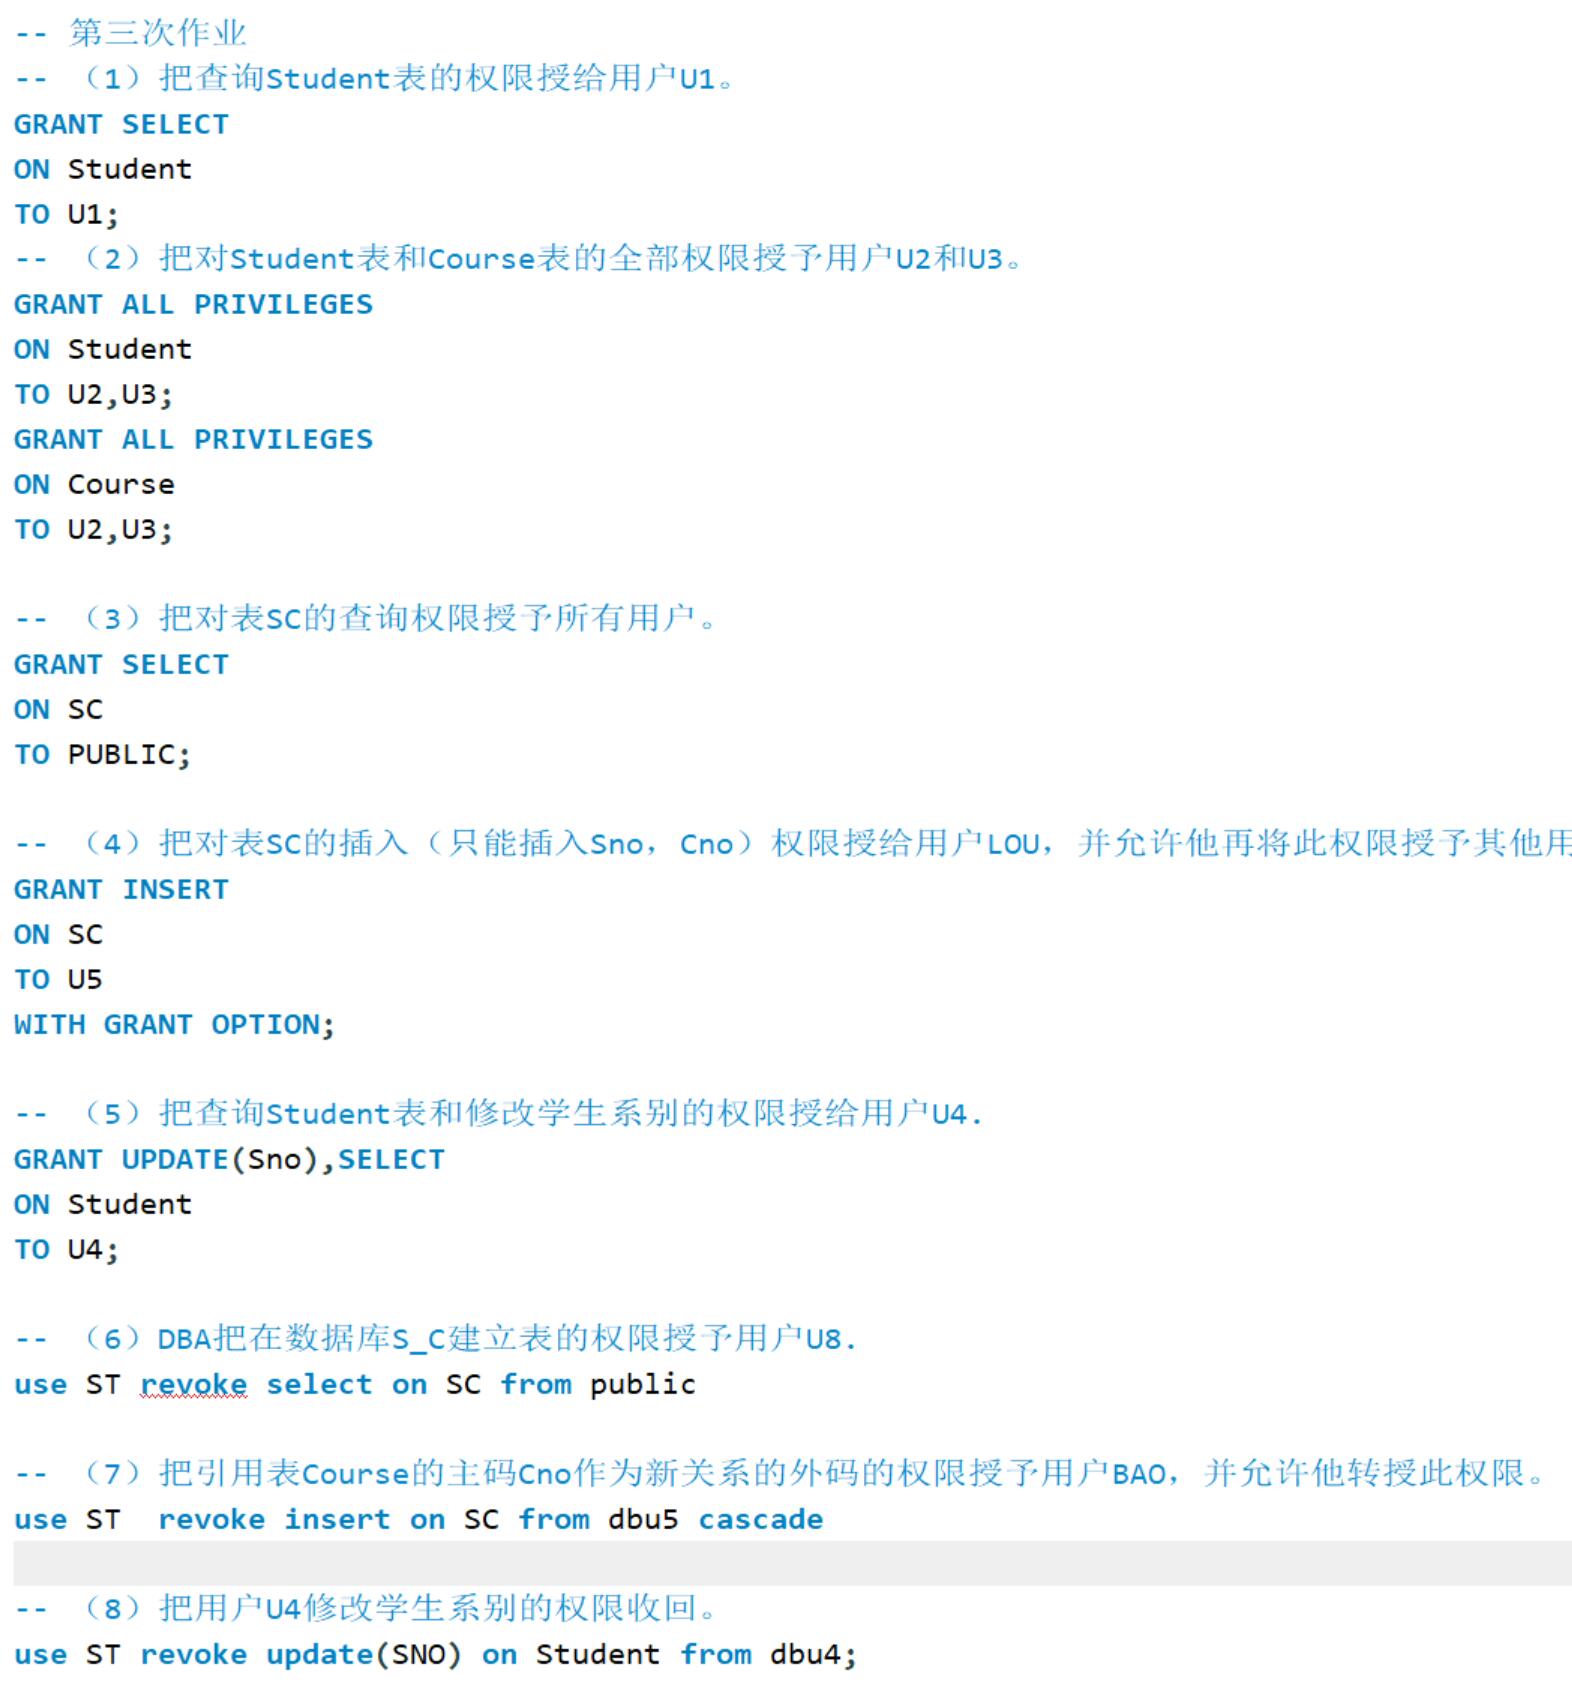 -- 第三次作业
-- （1）把查询Student表的权限授给用户U1。
GRANT SELECT
ON Student
TO U1;
-- （2）把对Student表和Course表的全部权限授予用户U2和U3。
GRANT ALL PRIVILEGES
ON Student
TO U2,U3;
GRANT ALL PRIVILEGES
ON Course
TO U2,U3;
-- （3）把对表SC的查询权限授予所有用户。
GRANT SELECT
ON SC
TO PUBLIC;
-- （4）把对表SC的插入（只能插入Sno，Cno）权限授给用户LOU，并允许他再将此权限授予其他用
GRANT INSERT
ON SC
TO U5
WITH GRANT OPTION;
-- （5）把查询Student表和修改学生系别的权限授给用户U4.
GRANT UPDATE(Sno),SELECT
ON Student
TO U4;
-- （6）DBA把在数据库S_C建立表的权限授予用户U8.
use ST revoke select on SC from public
-- （7）把引用表Course的主码Cno作为新关系的外码的权限授予用户BAO，并允许他转授此权限。
use ST  revoke insert on SC from dbu5 cascade
-- （8）把用户U4修改学生系别的权限收回。
use ST revoke update(SNO) on Student from dbu4;